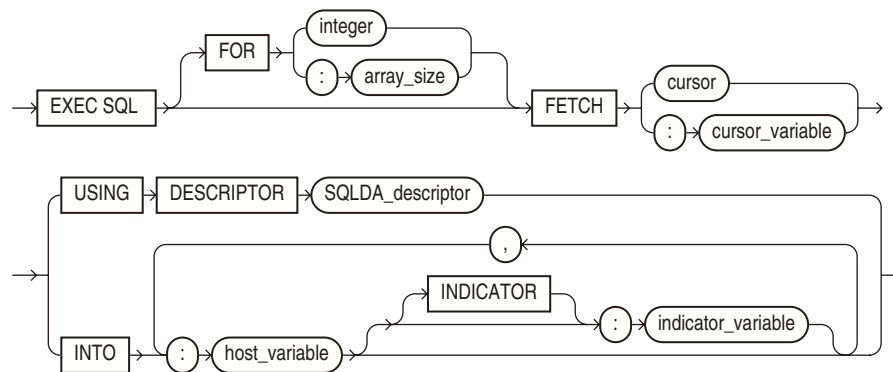 integer
FOR
: array_size
EXEC SQL FETCH cursor
: cursor_variable
USING DESCRIPTOR SQLDA_descriptor
,
INDICATOR
INTO : host_variable : indicator_variable